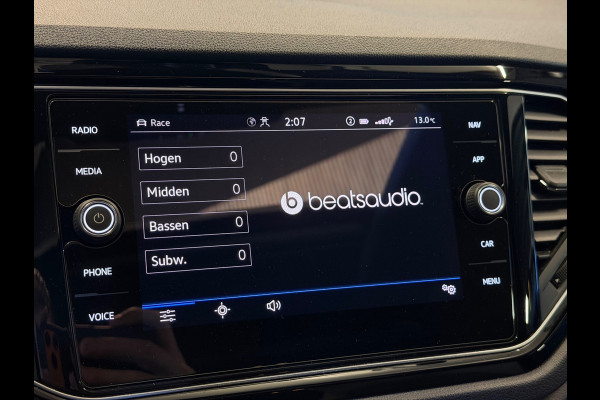 RADIO
MEDIA
PHONE
VOICE
Race
2:07
2
13.0°C
Hogen 0
Midden 0
Bassen 0
Subw. 0
b beatsaudio.
NAV
APP
CAR
MENU